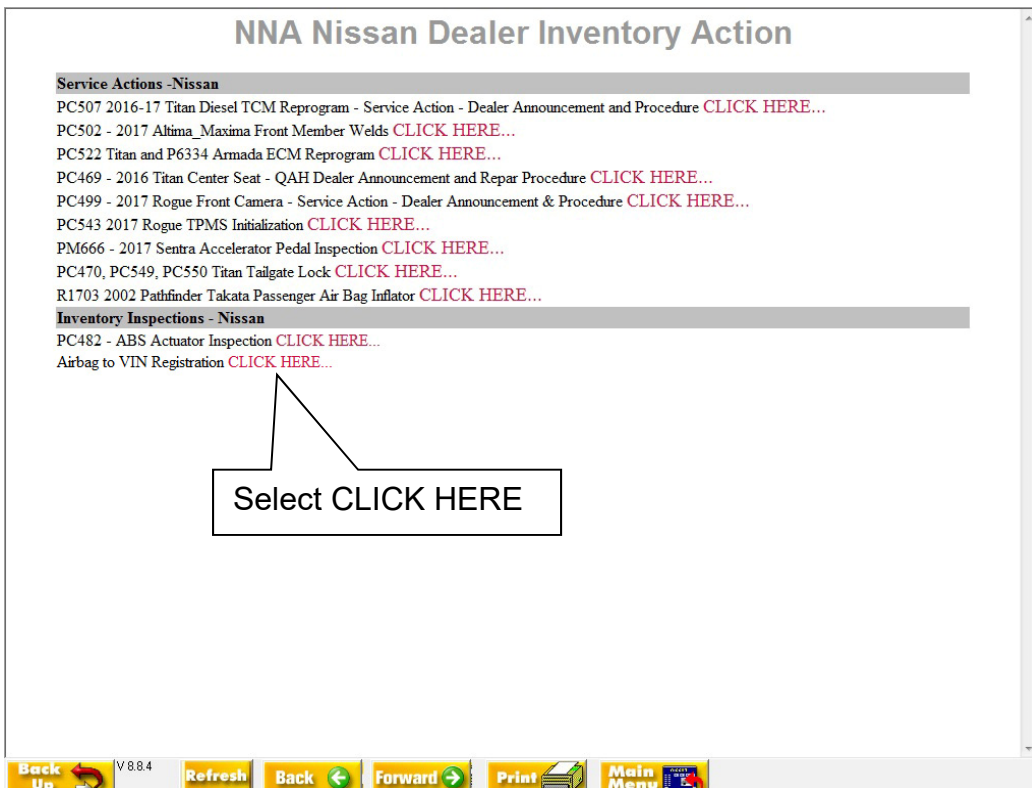 NNA Nissan Dealer Inventory Action
Service Actions -Nissan
PC507 2016-17 Titan Diesel TCM Reprogram - Service Action - Dealer Announcement and Procedure CLICK HERE...
PC502 - 2017 Altima_Maxima Front Member Welds CLICK HERE...
PC522 Titan and P6334 Armada ECM Reprogram CLICK HERE...
PC469 - 2016 Titan Center Seat - QAH Dealer Announcement and Repar Procedure CLICK HERE...
PC499 - 2017 Rogue Front Camera - Service Action - Dealer Announcement & Procedure CLICK HERE...
PC543 2017 Rogue TPMS Initialization CLICK HERE...
PM666 - 2017 Sentra Accelerator Pedal Inspection CLICK HERE...
PC470, PC549, PC550 Titan Tailgate Lock CLICK HERE...
R1703 2002 Pathfinder Takata Passenger Air Bag Inflator CLICK HERE...
Inventory Inspections - Nissan
PC482 - ABS Actuator Inspection CLICK HERE...
Airbag to VIN Registration CLICK HERE...
Select CLICK HERE
Back Up
V 8.8.4
Refresh
Back
Forward
Print
Main Menu